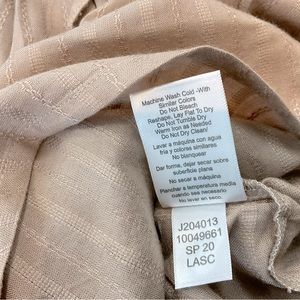 Machine Wash Cold -With
Similar Colors
Do Not Bleach
Reshape, Lay Flat To Dry
Do Not Tumble Dry
Warm Iron as Needed
Do Not Dry Clean/
Lavar a máquina con agua
fría y colores similares
No blanquear
Dar forma, dejar secar sobre
superficie plana
No secar a máquina
Planchar a temperatura media
cuando sea necesario
No lavar en seco.
J204013
10049661
SP 20
LASC